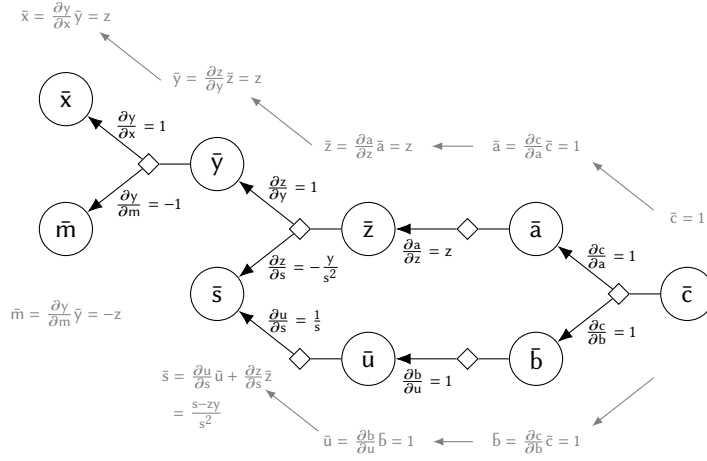 x̄ = ∂y/∂x ȳ = z
ȳ = ∂z/∂y z̄ = z
x̄
∂y/∂x = 1
z̄ = ∂a/∂z ā = z
ā = ∂c/∂a c̄ = 1
ȳ
∂y/∂m = -1
∂z/∂y = 1
c̄ = 1
m̄
z̄
ā
∂a/∂z = z
∂c/∂a = 1
∂z/∂s = -y/s²
s̄
c̄
m̄ = ∂y/∂m ȳ = -z
∂u/∂s = 1/s
∂c/∂b = 1
ū
b̄
∂b/∂u = 1
s̄ = ∂u/∂s ū + ∂z/∂s z̄
= s-zy/s²
ū = ∂b/∂u b̄ = 1
b̄ = ∂c/∂b c̄ = 1